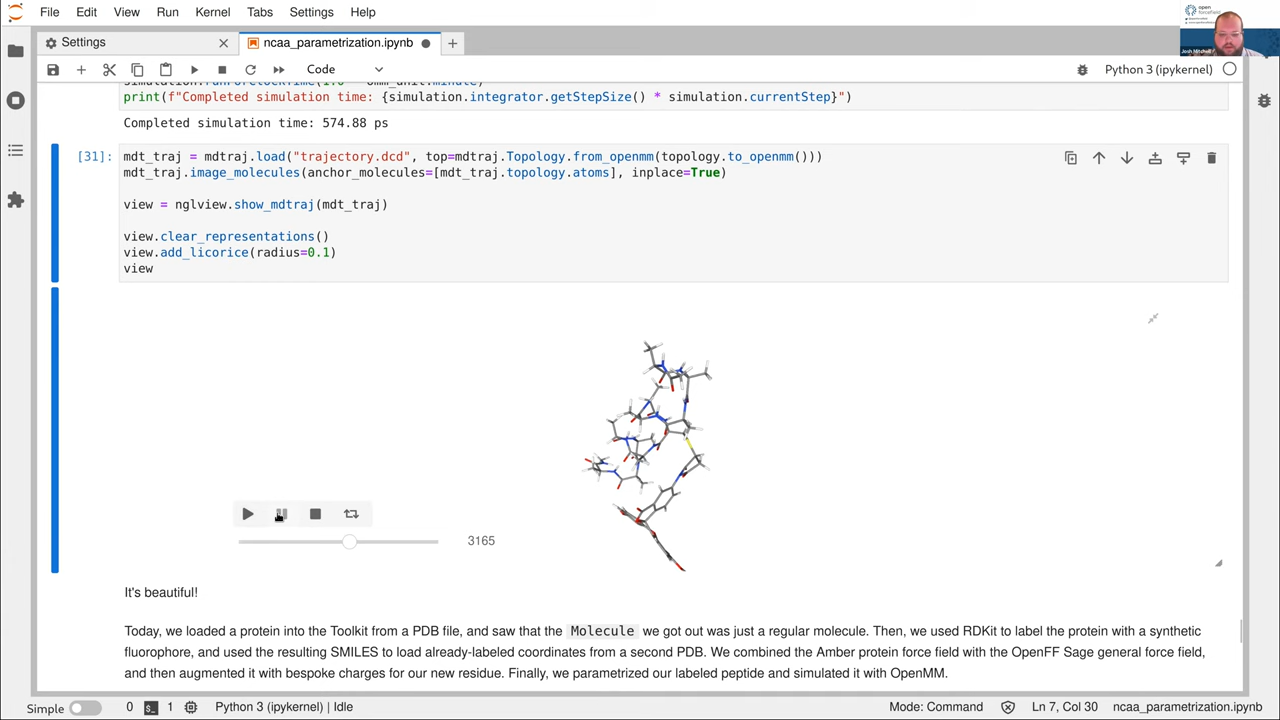 File Edit View Run Kernel Tabs Settings Help
open
forcefield
Josh Mitchell
Settings
ncaa_parametrization.ipynb
Code
Python 3 (ipykernel)
print(f"Completed simulation time: {simulation.integrator.getStepSize() * simulation.currentStep}")
Completed simulation time: 574.88 ps
[31]:
mdt_traj = mdtraj.load("trajectory.dcd", top=mdtraj.Topology.from_openmm(topology.to_openmm()))
mdt_traj.image_molecules(anchor_molecules=[mdt_traj.topology.atoms], inplace=True)
view = nglview.show_mdtraj(mdt_traj)
view.clear_representations()
view.add_licorice(radius=0.1)
view
3165
It's beautiful!
Today, we loaded a protein into the Toolkit from a PDB file, and saw that the Molecule we got out was just a regular molecule. Then, we used RDKit to label the protein with a synthetic
fluorophore, and used the resulting SMILES to load already-labeled coordinates from a second PDB. We combined the Amber protein force field with the OpenFF Sage general force field,
and then augmented it with bespoke charges for our new residue. Finally, we parametrized our labeled peptide and simulated it with OpenMM.
Simple 0 1 Python 3 (ipykernel) | Idle Mode: Command Ln 7, Col 30 ncaa_parametrization.ipynb